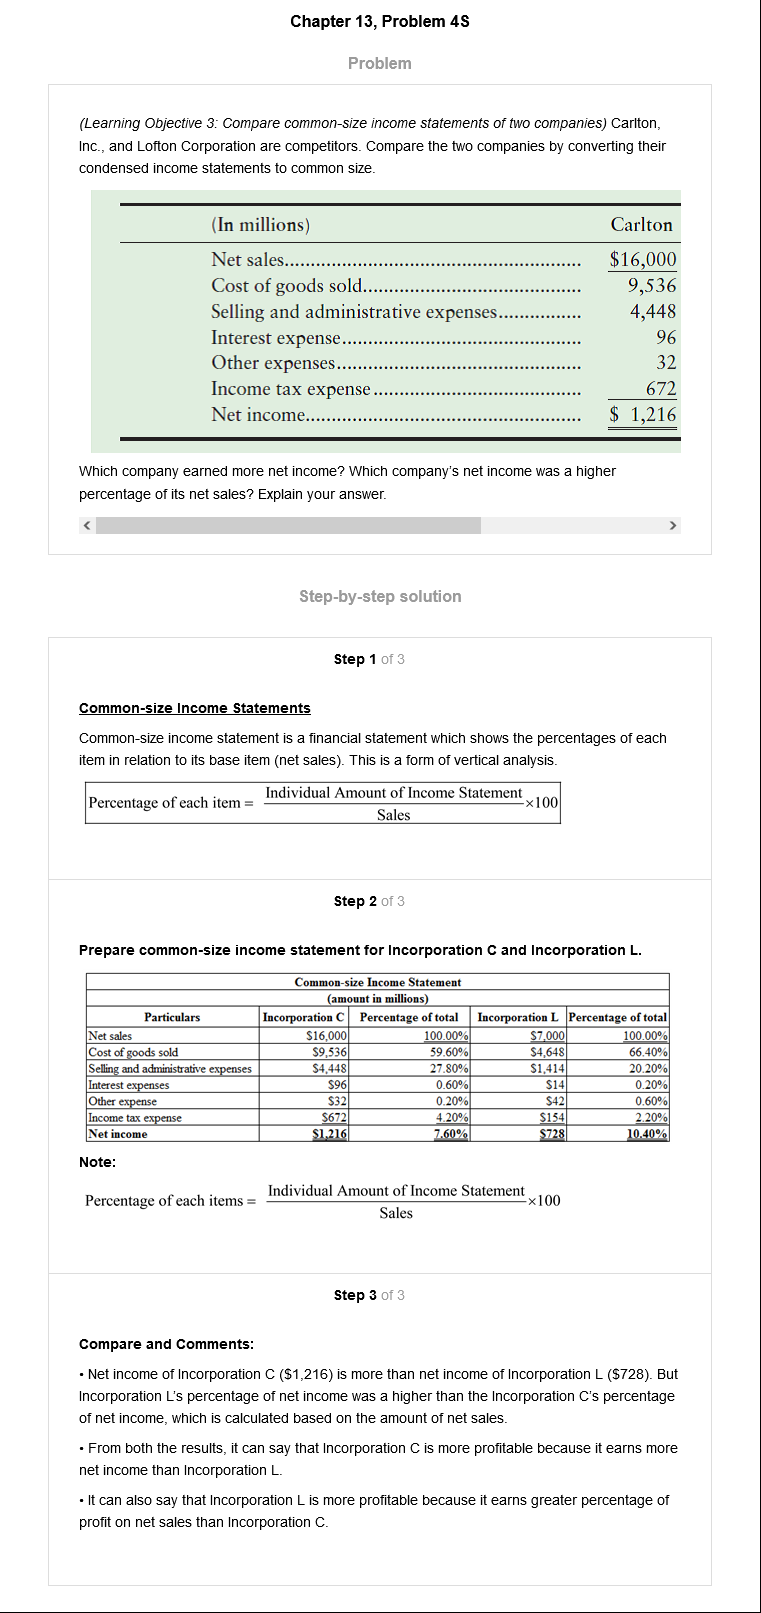 Chapter 13, Problem 4S
Problem
(Learning Objective 3: Compare common-size income statements of two companies) Carlton,
Inc., and Lofton Corporation are competitors. Compare the two companies by converting their
condensed income statements to common size.
(In millions) Carlton
Net sales........................................................ $16,000
Cost of goods sold......................................... 9,536
Selling and administrative expenses................ 4,448
Interest expense............................................. 96
Other expenses.............................................. 32
Income tax expense ....................................... 672
Net income.................................................... $ 1,216
Which company earned more net income? Which company's net income was a higher
percentage of its net sales? Explain your answer.
Step-by-step solution
Step 1 of 3
Common-size Income Statements
Common-size income statement is a financial statement which shows the percentages of each
item in relation to its base item (net sales). This is a form of vertical analysis.
Percentage of each item = Individual Amount of Income Statement ×100
Sales
Step 2 of 3
Prepare common-size income statement for Incorporation C and Incorporation L.
Common-size Income Statement
(amount in millions)
Particulars Incorporation C Percentage of total Incorporation L Percentage of total
Net sales $16,000 100.00% $7,000 100.00%
Cost of goods sold $9,536 59.60% $4,648 66.40%
Selling and administrative expenses $4,448 27.80% $1,414 20.20%
Interest expenses $96 0.60% $14 0.20%
Other expense $32 0.20% $42 0.60%
Income tax expense $672 4.20% $154 2.20%
Net income $1,216 7.60% $728 10.40%
Note:
Percentage of each items = Individual Amount of Income Statement ×100
Sales
Step 3 of 3
Compare and Comments:
• Net income of Incorporation C ($1,216) is more than net income of Incorporation L ($728). But
Incorporation L's percentage of net income was a higher than the Incorporation C's percentage
of net income, which is calculated based on the amount of net sales.
• From both the results, it can say that Incorporation C is more profitable because it earns more
net income than Incorporation L.
• It can also say that Incorporation L is more profitable because it earns greater percentage of
profit on net sales than Incorporation C.